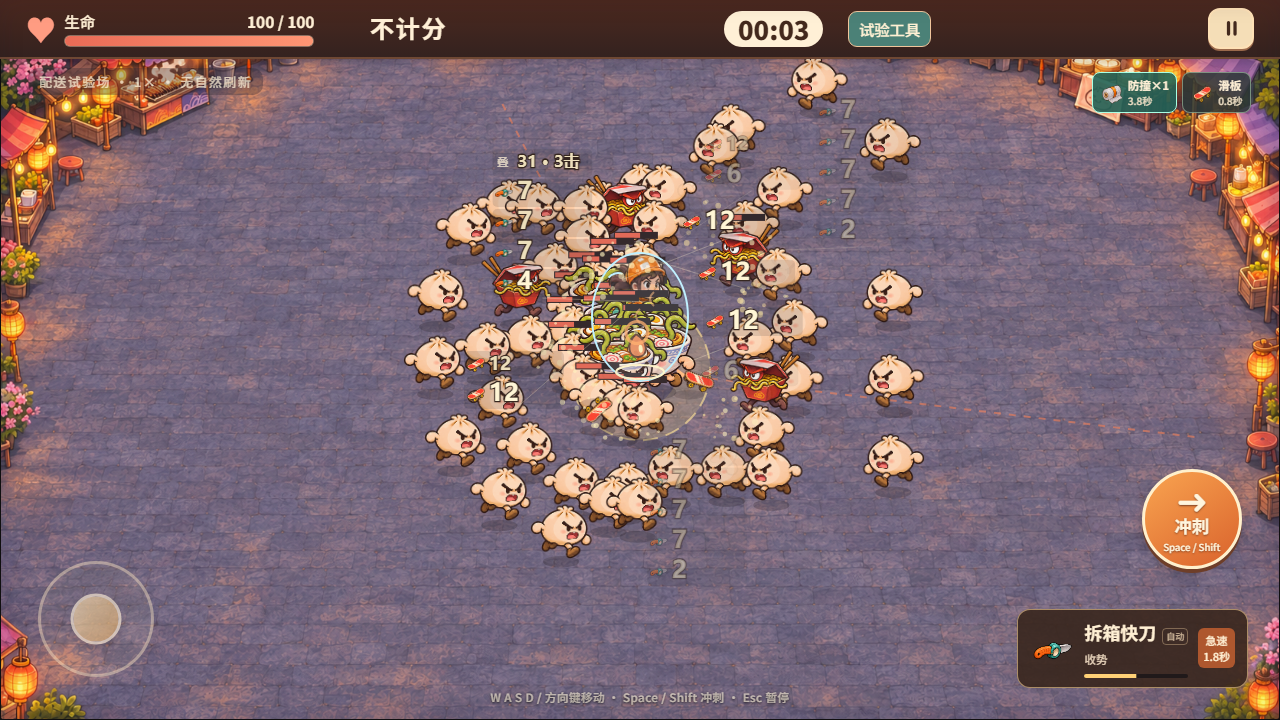 生命 100 / 100
不计分
00:03
试验工具
配送试验场 · 1× · 无自然刷新
防撞×1
3.8秒
滑板
0.8秒
叠 31 · 3击
7
7
7
4
12
6
12
12
12
12
12
6
7
7
7
7
2
7
7
7
7
2
冲刺
Space / Shift
拆箱快刀 自动
收势
急速
1.8秒
W A S D / 方向键移动 · Space / Shift 冲刺 · Esc 暂停